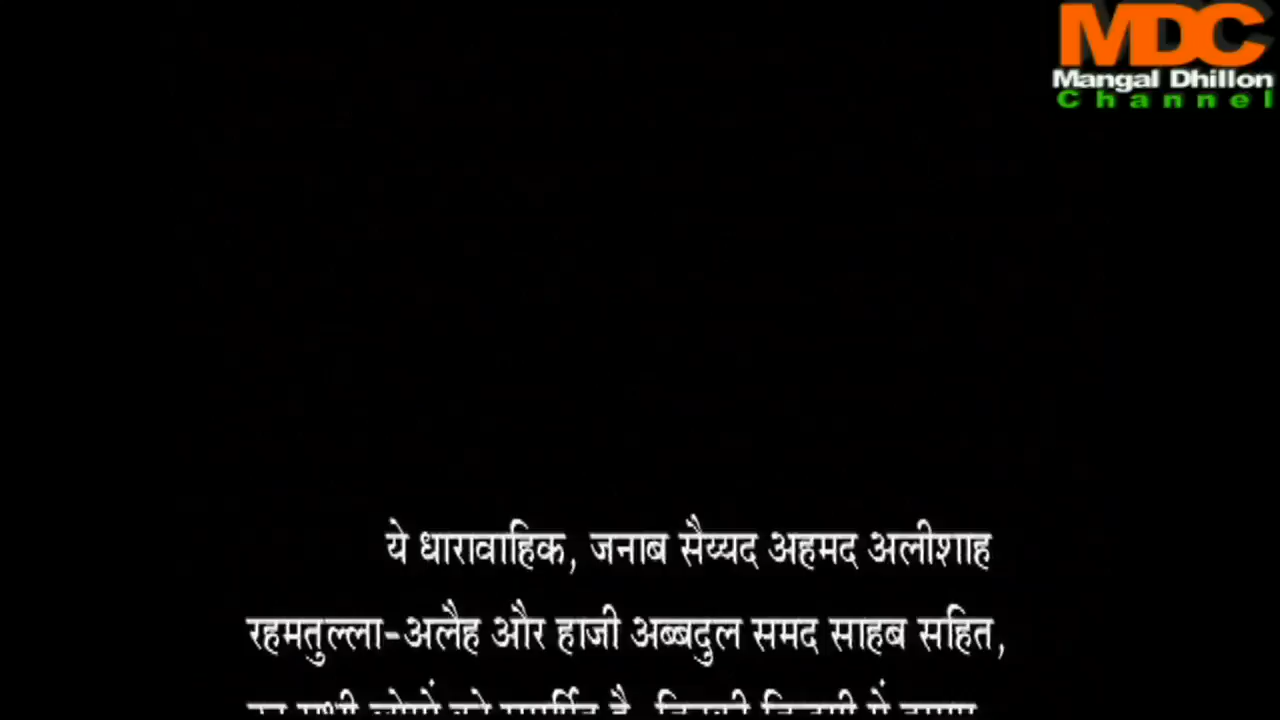 MDC
Mangal Dhillon
Channel
ये धारावाहिक, जनाब सैय्यद अहमद अलीशाह
रहमतुल्ला-अलैह और हाजी अब्बदुल समद साहब सहित,